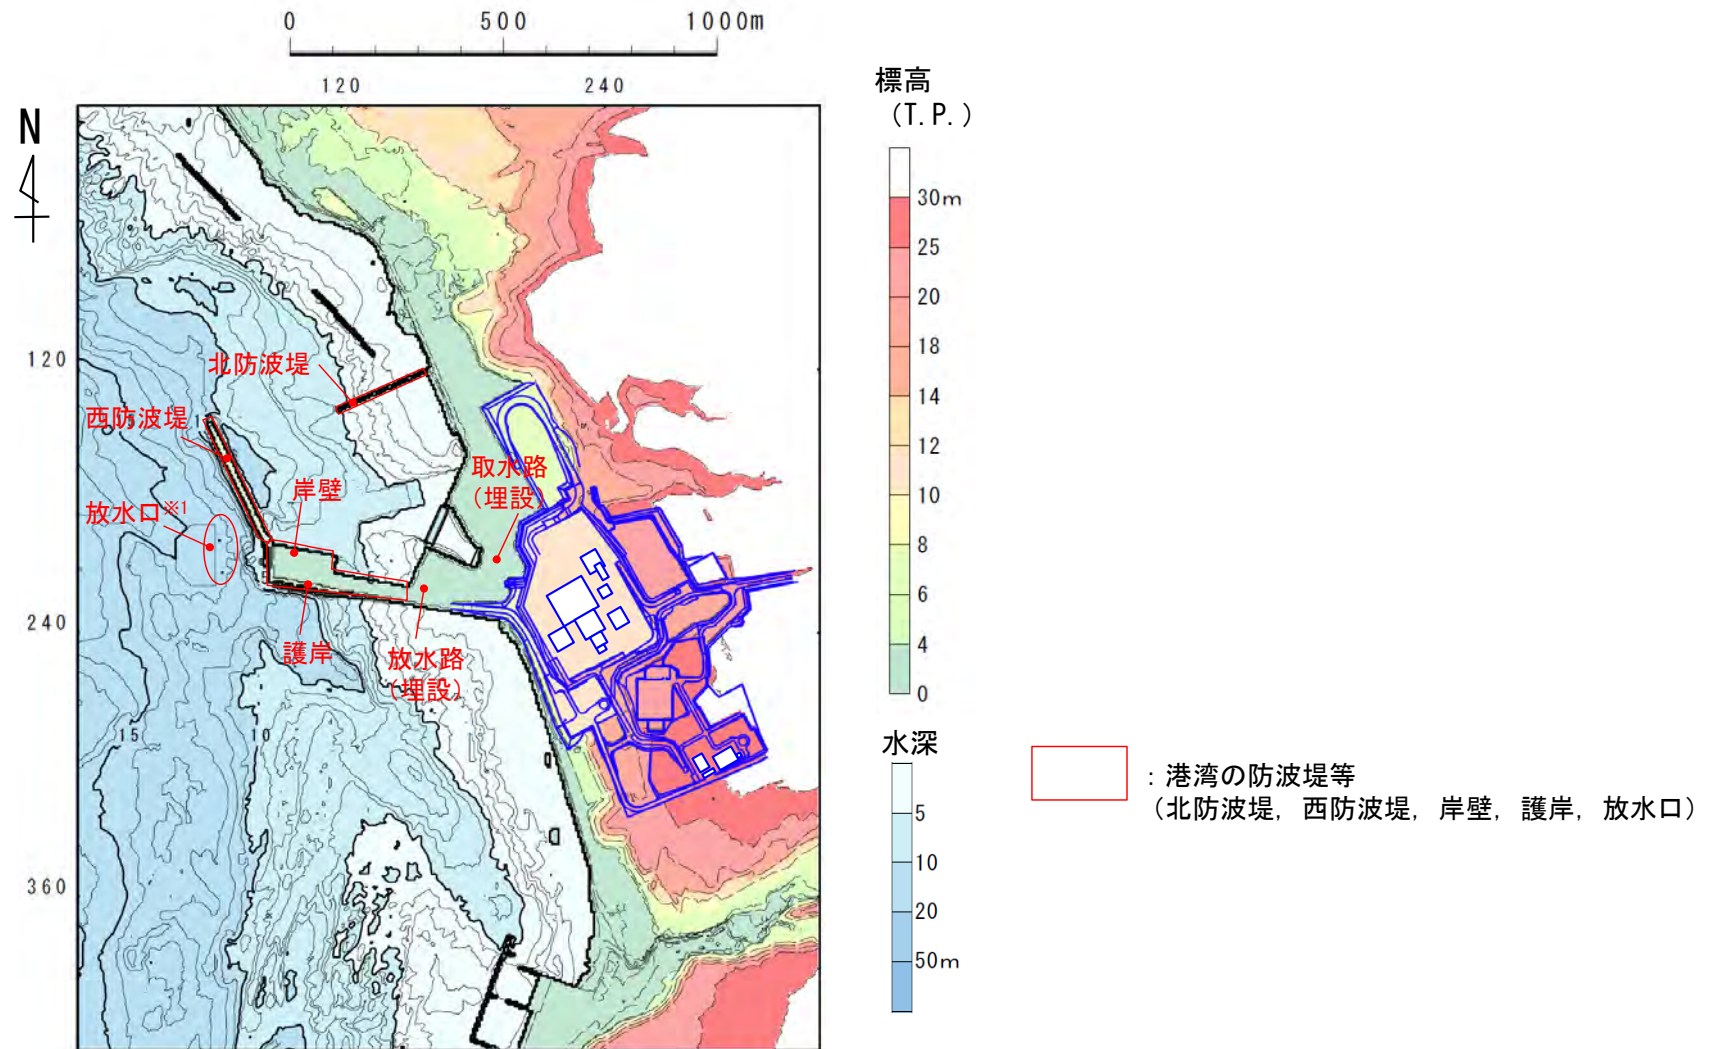 0 500 1000m
120 240
標高
(T.P.)
N
30m
25
20
18
14
12
10
8
6
4
0
120
240
360
北防波堤
西防波堤
放水口※1
岸壁
取水路
(埋設)
護岸
放水路
(埋設)
15
10
水深
5
10
20
50m
：港湾の防波堤等
(北防波堤，西防波堤，岸壁，護岸，放水口)